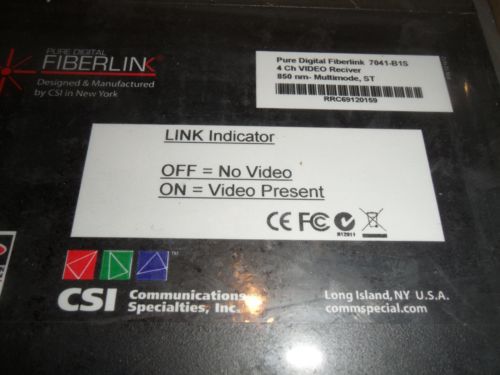 PURE DIGITAL
FIBERLINK
Designed & Manufactured
by CSI in New York
Pure Digital Fiberlink 7041-B1S
4 Ch VIDEO Reciver
850 nm- Multimode, ST
RRC69120159
LINK Indicator
OFF = No Video
ON = Video Present
CE FC
N12911
CSI Communications
Specialties, Inc.
TM
Long Island, NY U.S.A.
commspecial.com